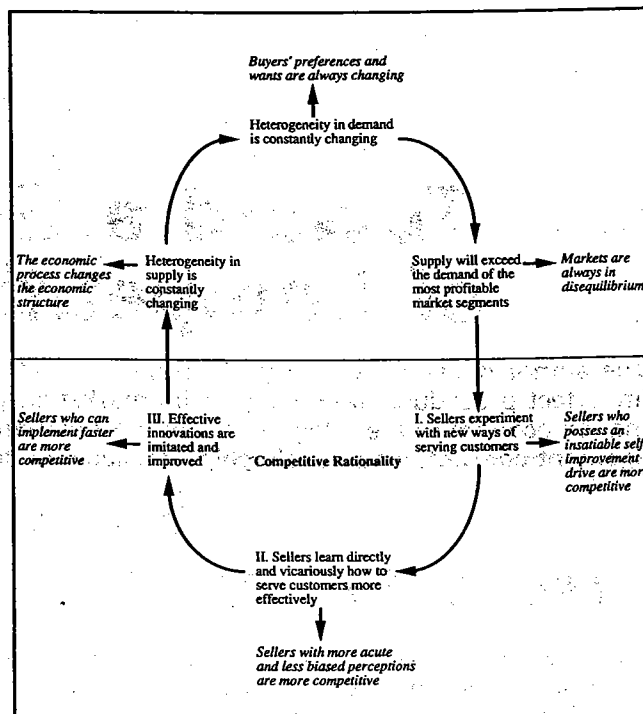 Buyers' preferences and
wants are always changing
Heterogeneity in demand
is constantly changing
The economic
process changes
the economic
structure
Heterogeneity in
supply is
constantly
changing
Supply will exceed
the demand of the
most profitable
market segments
Markets are
always in
disequilibrium
Sellers who can
implement faster
are more
competitive
III. Effective
innovations are
imitated and
improved
Competitive Rationality
I. Sellers experiment
with new ways of
serving customers
Sellers who
possess an
insatiable self
improvement
drive are mor
competitive
II. Sellers learn directly
and vicariously how to
serve customers more
effectively
Sellers with more acute
and less biased perceptions
are more competitive